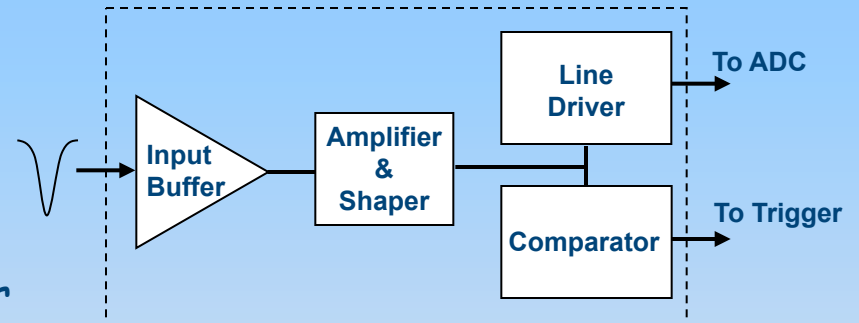 Line
Driver
To ADC
Input
Buffer
Amplifier
&
Shaper
Comparator
To Trigger